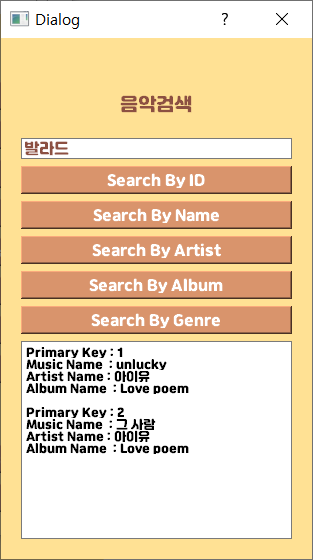 Dialog
?
음악검색
발라드
Search By ID
Search By Name
Search By Artist
Search By Album
Search By Genre
Primary Key : 1
Music Name : unlucky
Artist Name : 아이유
Album Name : Love poem
Primary Key : 2
Music Name : 그 사람
Artist Name : 아이유
Album Name : Love poem